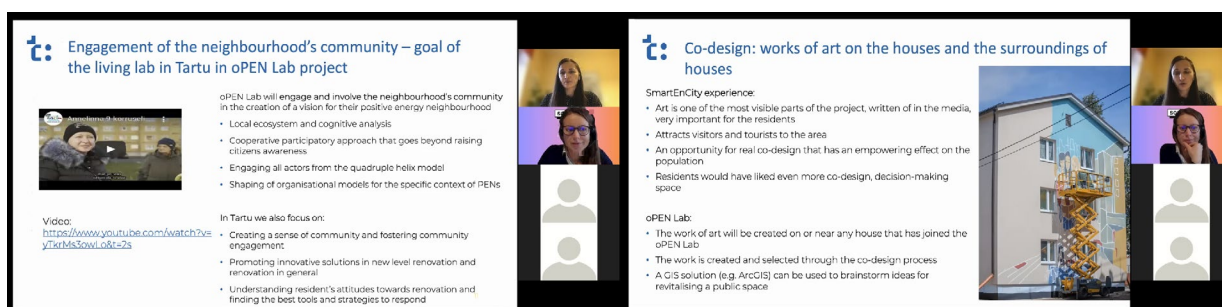 Engagement of the neighbourhood's community – goal of
the living lab in Tartu in oPEN Lab project
oPEN Lab will engage and involve the neighbourhood's community
in the creation of a vision for their positive energy neighbourhood
• Local ecosystem and cognitive analysis
• Cooperative participatory approach that goes beyond raising
citizens awareness
• Engaging all actors from the quadruple helix model
• Shaping of organisational models for the specific context of PENs
Video:
https://www.youtube.com/watch?v=
yTkrMs3owLo&t=2s
In Tartu we also focus on:
• Creating a sense of community and fostering community
engagement
• Promoting innovative solutions in new level renovation and
renovation in general
• Understanding resident's attitudes towards renovation and
finding the best tools and strategies to respond
Co-design: works of art on the houses and the surroundings of
houses
SmartEnCity experience:
• Art is one of the most visible parts of the project, written of in the media,
very important for the residents
• Attracts visitors and tourists to the area
• An opportunity for real co-design that has an empowering effect on the
population
• Residents would have liked even more co-design, decision-making
space
oPEN Lab:
• The work of art will be created on or near any house that has joined the
oPEN Lab
• The work is created and selected through the co-design process
• A GIS solution (e.g. ArcGIS) can be used to brainstorm ideas for
revitalising a public space